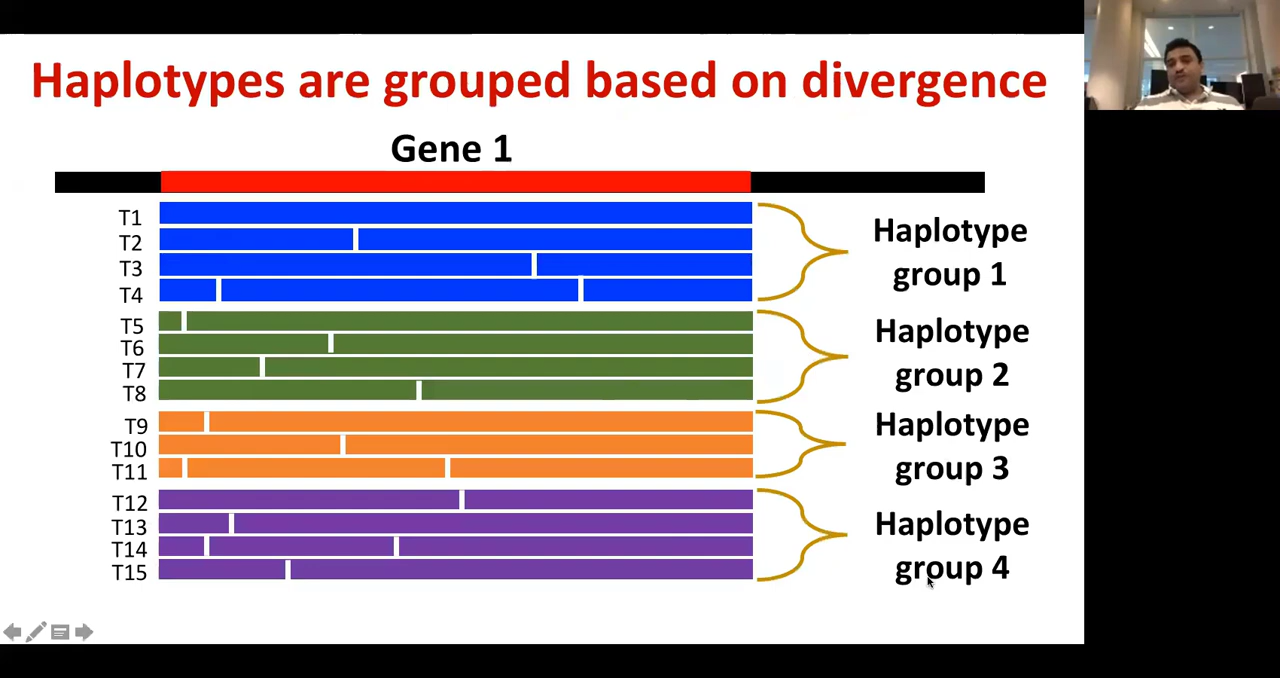 Haplotypes are grouped based on divergence
Gene 1
T1
T2
T3
T4
Haplotype
group 1
T5
T6
T7
T8
Haplotype
group 2
T9
T10
T11
Haplotype
group 3
T12
T13
T14
T15
Haplotype
group 4